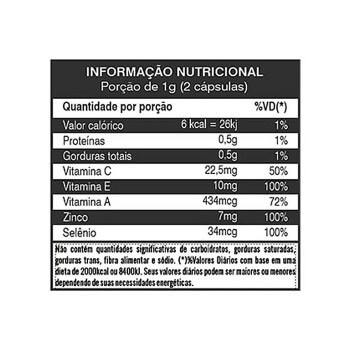 INFORMAÇÃO NUTRICIONAL
Porção de 1g (2 cápsulas)
Quantidade por porção %VD(*)
Valor calórico 6 kcal = 26kj 1%
Proteínas 0,5g 1%
Gorduras totais 0,5g 1%
Vitamina C 22,5mg 50%
Vitamina E 10mg 100%
Vitamina A 434mcg 72%
Zinco 7mg 100%
Selênio 34mcg 100%
Não contém quantidades significativas de carboidratos, gorduras saturadas,
gorduras trans, fibra alimentar e sódio. (*)%Valores Diários com base em uma
dieta de 2000kcal ou 8400kJ. Seus valores diários podem ser maiores ou menores
dependendo de suas necessidades energéticas.